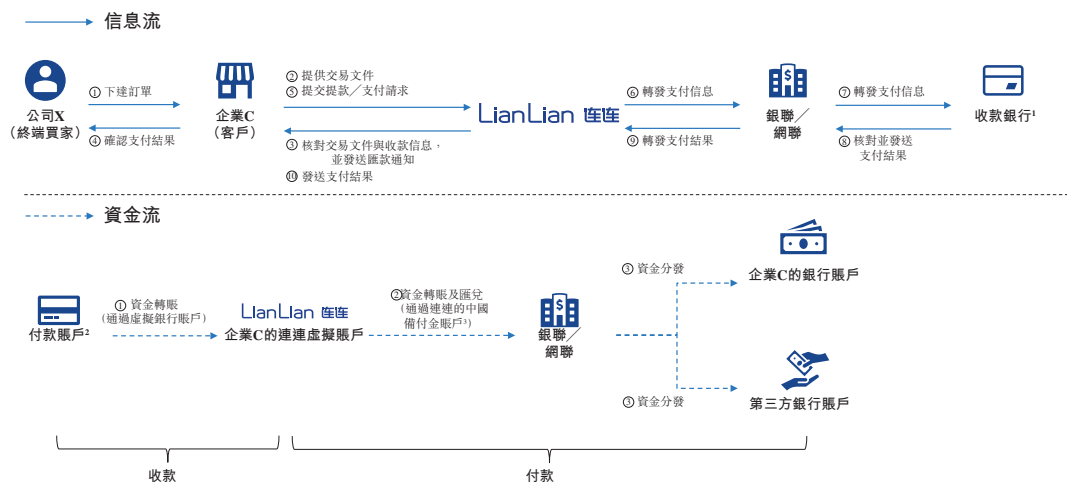 信息流
公司X
（終端買家）
① 下達訂單
④ 確認支付結果
企業C
（客戶）
② 提供交易文件
⑤ 提交提款／支付請求
③ 核對交易文件與收款信息，
並發送匯款通知
⑩ 發送支付結果
LianLian 连连
⑥ 轉發支付信息
⑨ 轉發支付結果
銀聯／
網聯
⑦ 轉發支付信息
⑧ 核對並發送
支付結果
收款銀行¹
資金流
付款賬戶²
① 資金轉賬
(通過虛擬銀行賬戶)
LianLian 连连
企業C的連連虛擬賬戶
② 資金轉賬及匯兌
(通過連連的中國
備付金賬戶³)
銀聯／
網聯
③ 資金分發
企業C的銀行賬戶
③ 資金分發
第三方銀行賬戶
收款
付款